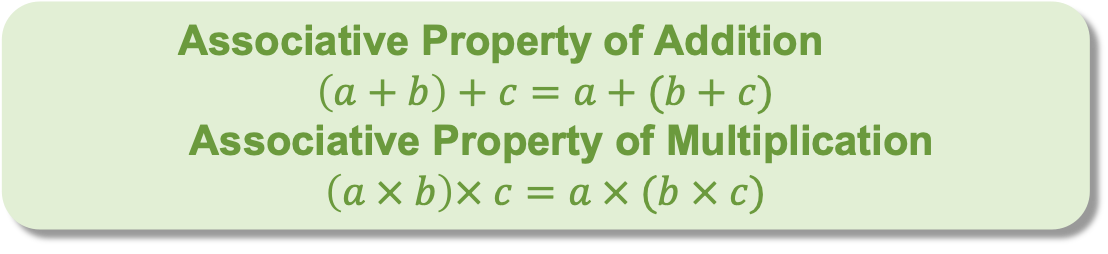 Associative Property of Addition
(a + b) + c = a + (b + c)
Associative Property of Multiplication
(a × b)× c = a × (b × c)